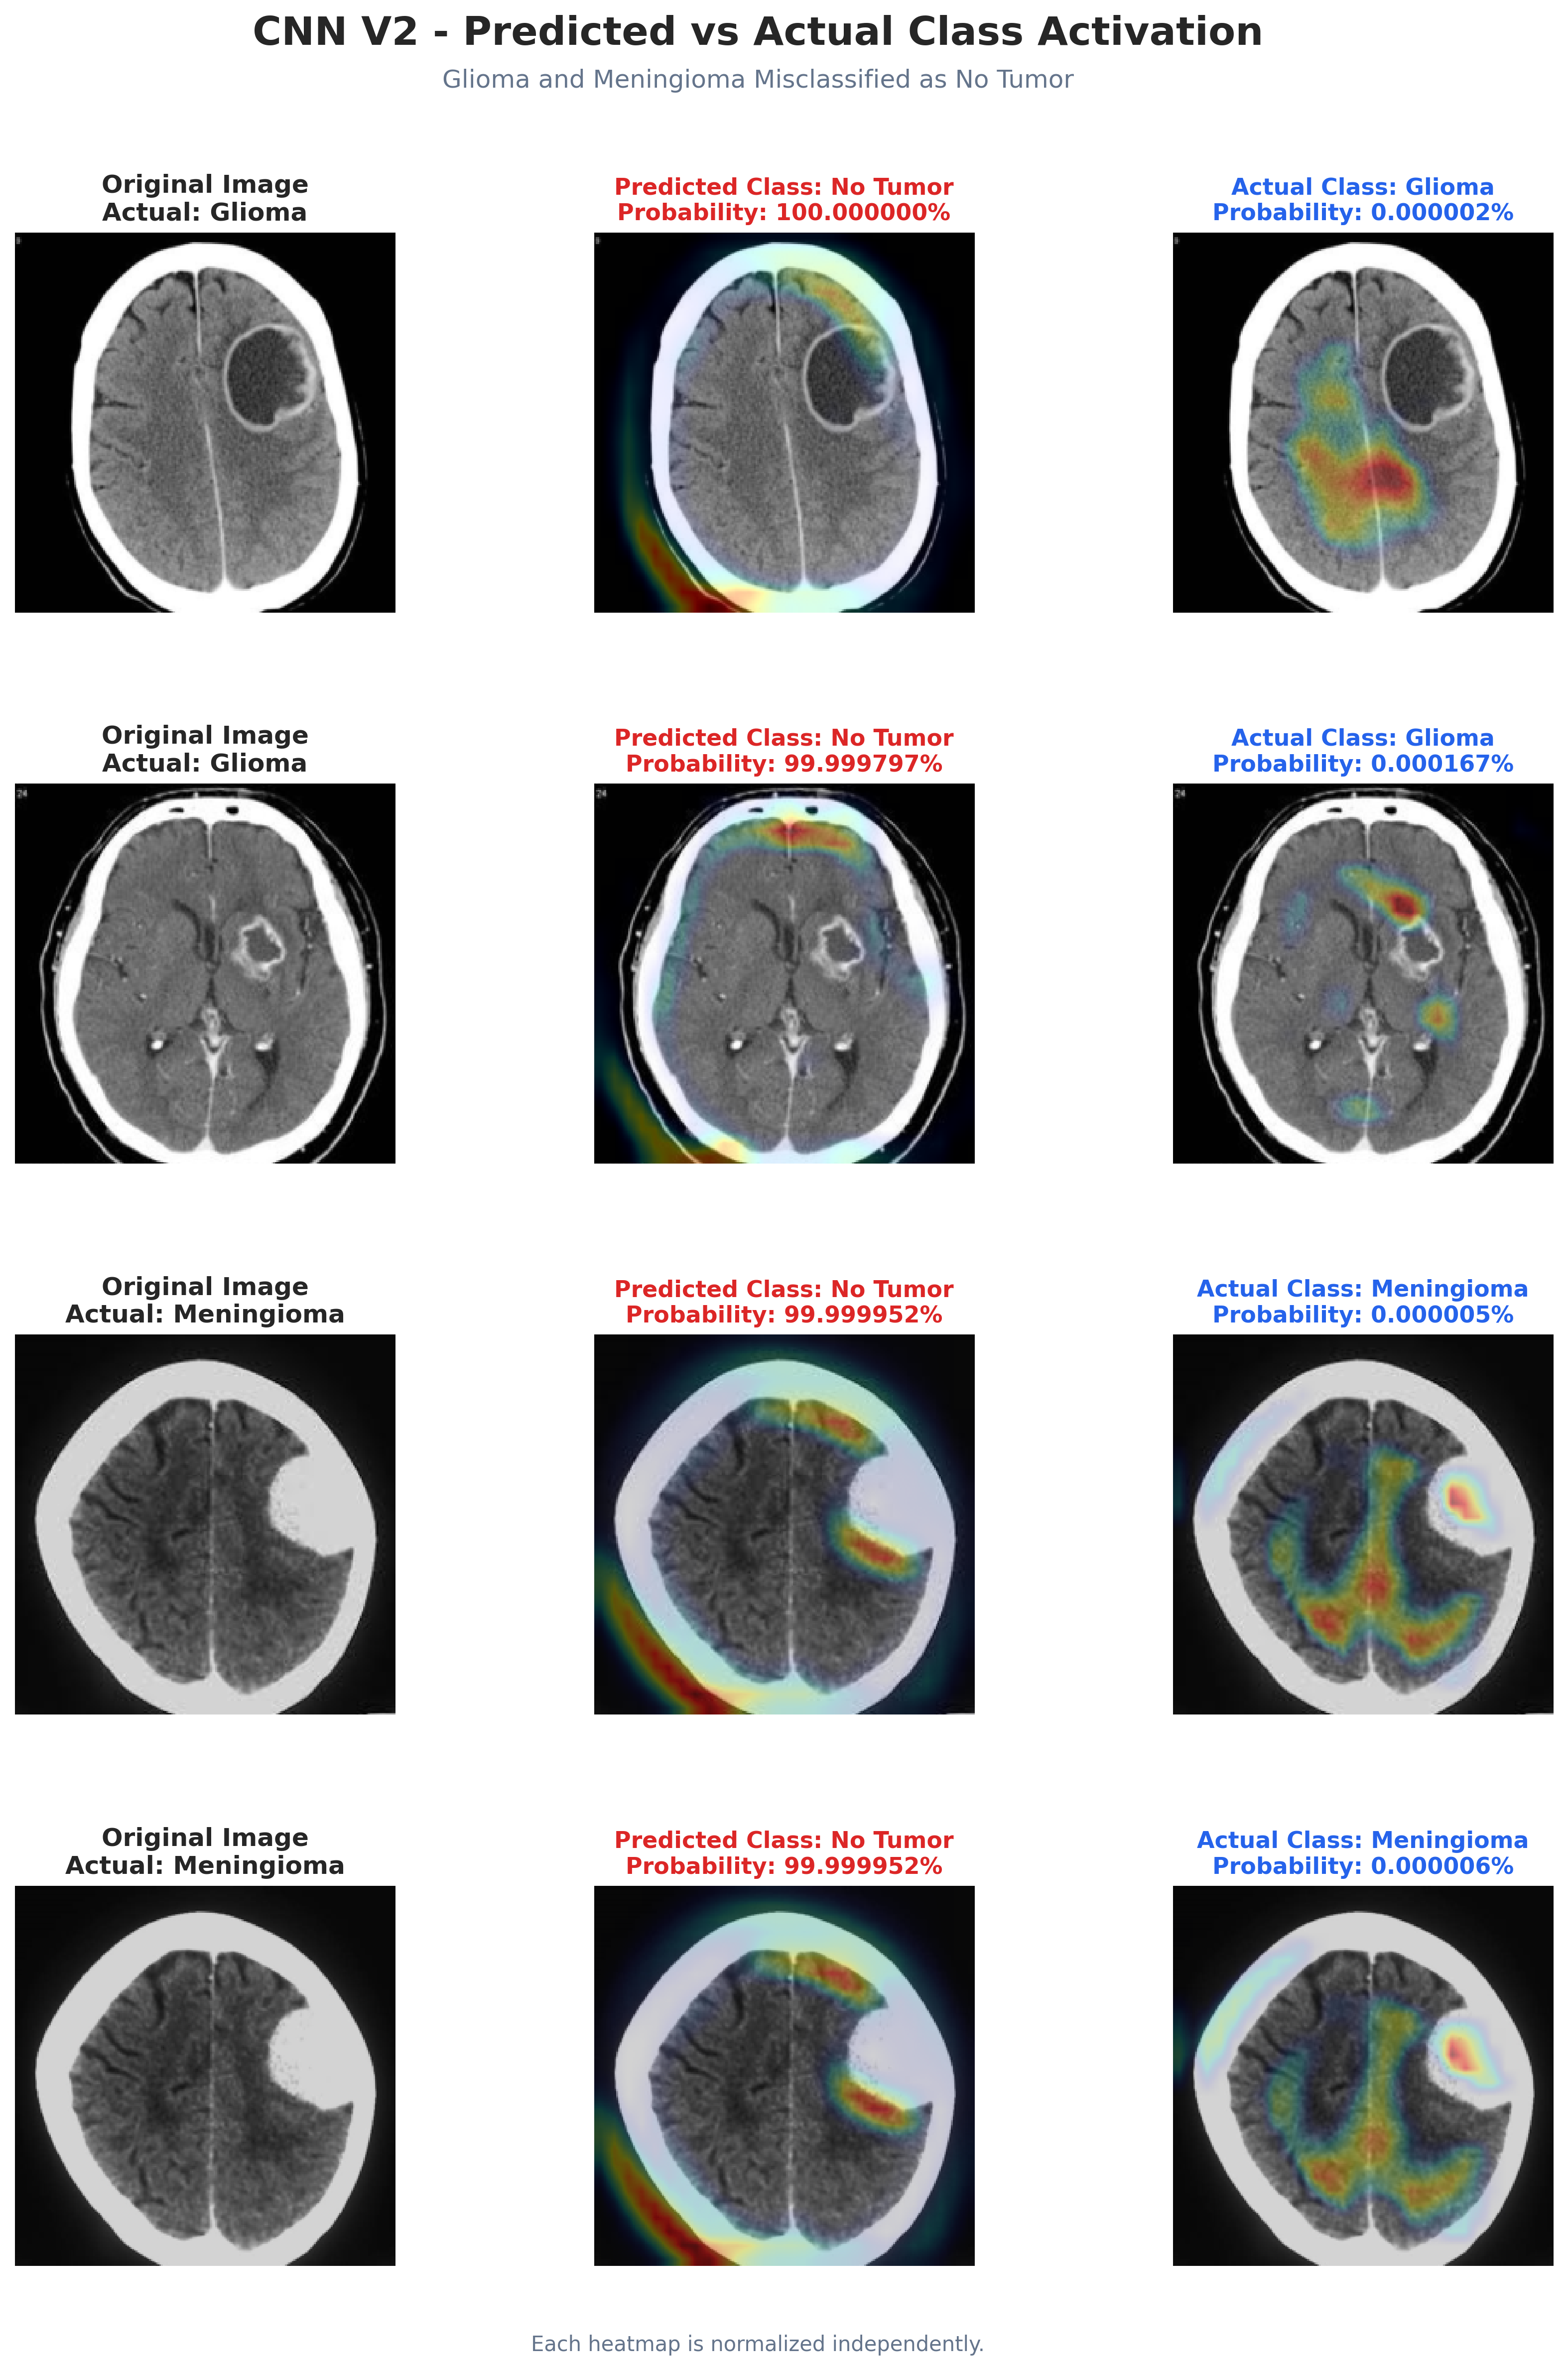 CNN V2 - Predicted vs Actual Class Activation
Glioma and Meningioma Misclassified as No Tumor
Original Image
Actual: Glioma
Predicted Class: No Tumor
Probability: 100.000000%
Actual Class: Glioma
Probability: 0.000002%
Original Image
Actual: Glioma
Predicted Class: No Tumor
Probability: 99.999797%
Actual Class: Glioma
Probability: 0.000167%
24
24
24
Original Image
Actual: Meningioma
Predicted Class: No Tumor
Probability: 99.999952%
Actual Class: Meningioma
Probability: 0.000005%
Original Image
Actual: Meningioma
Predicted Class: No Tumor
Probability: 99.999952%
Actual Class: Meningioma
Probability: 0.000006%
Each heatmap is normalized independently.